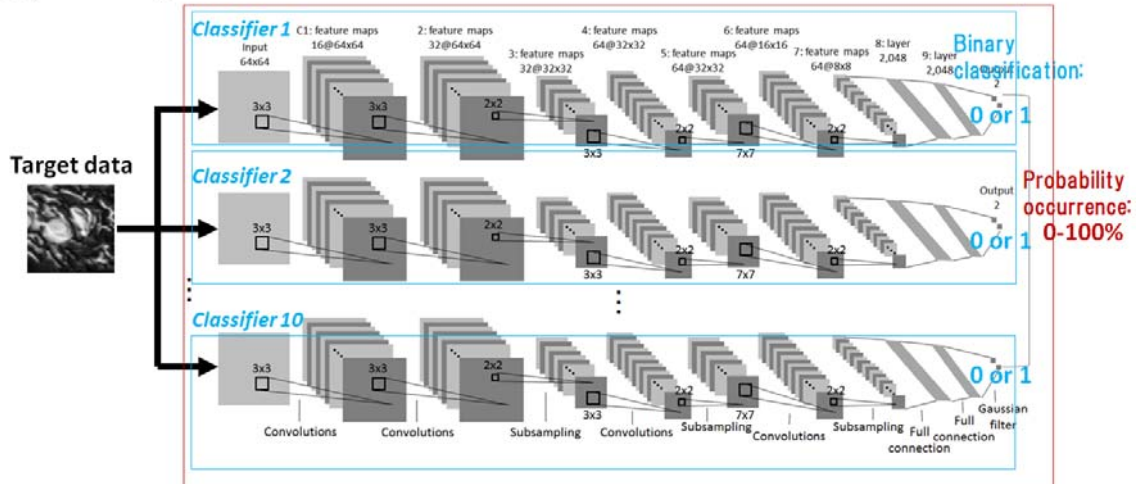 Classifier 1
Input
64x64
C1: feature maps
16@64x64
2: feature maps
32@64x64
3: feature maps
32@32x32
4: feature maps
64@32x32
5: feature maps
64@32x32
6: feature maps
64@16x16
7: feature maps
64@8x8
8: layer
2,048
9: layer
2,048
2
Binary
classification:
0 or 1
3x3
3x3
2x2
3x3
2x2
7x7
2x2
Target data
Classifier 2
3x3
3x3
2x2
3x3
2x2
7x7
2x2
Output
2
0 or 1
Probability
occurrence:
0-100%
Classifier 10
3x3
3x3
2x2
3x3
2x2
7x7
2x2
0 or 1
Convolutions
Convolutions
Subsampling
Convolutions
Subsampling
Convolutions
Subsampling
Full
connection
Full
connection
Gaussian
filter